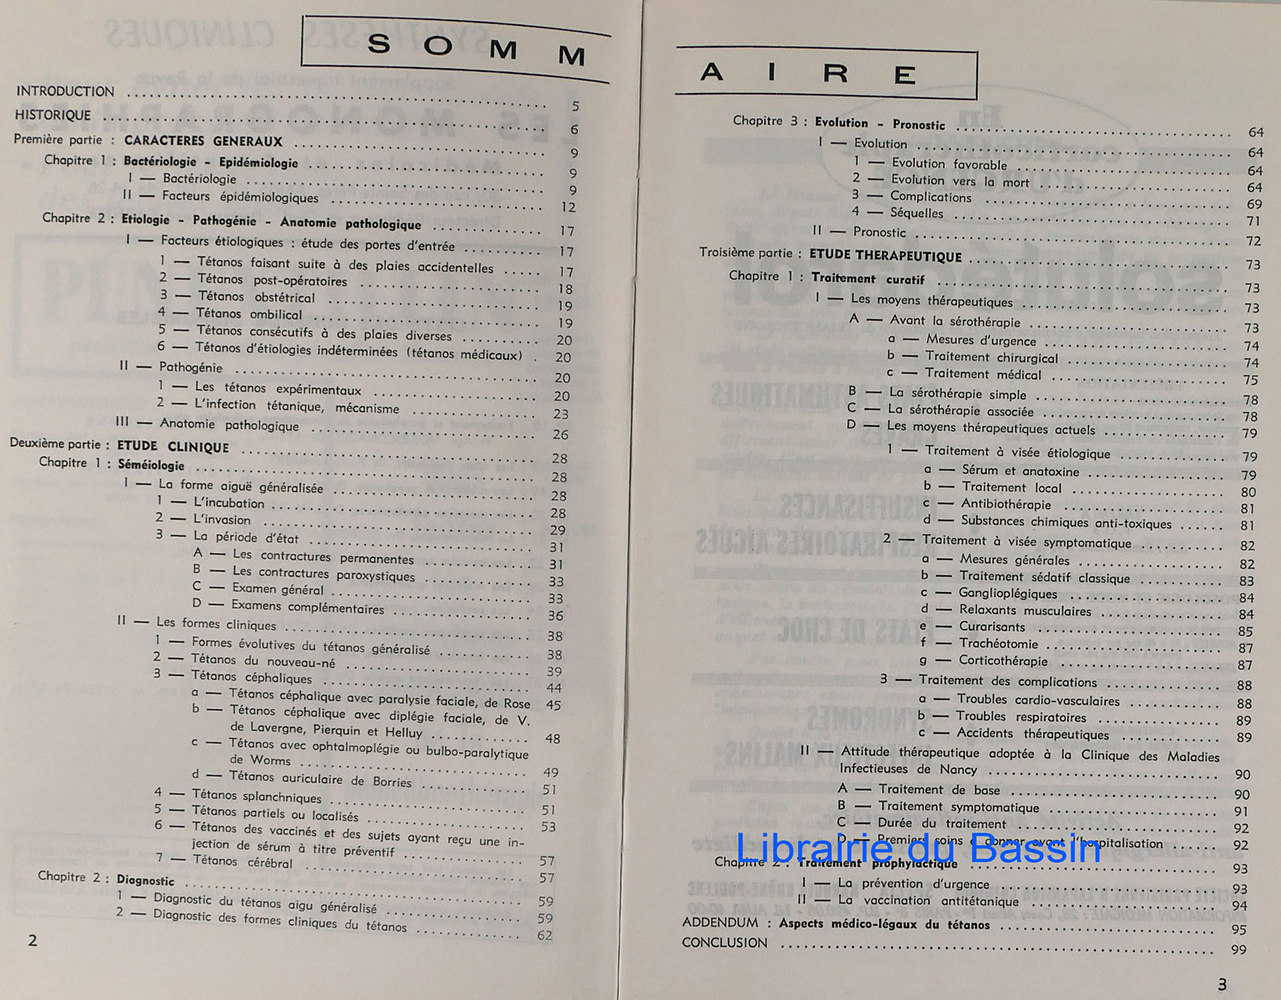 SOMM
INTRODUCTION 5
HISTORIQUE 6
Première partie : CARACTERES GENERAUX 9
Chapitre 1 : Bactériologie - Epidémiologie 9
I — Bactériologie 9
II — Facteurs épidémiologiques 12
Chapitre 2 : Etiologie - Pathogénie - Anatomie pathologique 17
I — Facteurs étiologiques : étude des portes d'entrée 17
1 — Tétanos faisant suite à des plaies accidentelles 17
2 — Tétanos post-opératoires 18
3 — Tétanos obstétrical 19
4 — Tétanos ombilical 19
5 — Tétanos consécutifs à des plaies diverses 20
6 — Tétanos d'étiologies indéterminées (tétanos médicaux) 20
II — Pathogénie 20
1 — Les tétanos expérimentaux 20
2 — L'infection tétanique, mécanisme 23
III — Anatomie pathologique 26
Deuxième partie : ETUDE CLINIQUE 28
Chapitre 1 : Séméiologie 28
I — La forme aiguë généralisée 28
1 — L'incubation 28
2 — L'invasion 29
3 — La période d'état 31
A — Les contractures permanentes 31
B — Les contractures paroxystiques 33
C — Examen général 33
D — Examens complémentaires 36
II — Les formes cliniques 38
1 — Formes évolutives du tétanos généralisé 38
2 — Tétanos du nouveau-né 39
3 — Tétanos céphaliques 44
a — Tétanos céphalique avec paralysie faciale, de Rose 45
b — Tétanos céphalique avec diplégie faciale, de V.
de Lavergne, Pierquin et Helluy 48
c — Tétanos avec ophtalmoplégie ou bulbo-paralytique
de Worms 49
d — Tétanos auriculaire de Borries 51
4 — Tétanos splanchniques 51
5 — Tétanos partiels ou localisés 53
6 — Tétanos des vaccinés et des sujets ayant reçu une in-
jection de sérum à titre préventif 57
7 — Tétanos cérébral 57
Chapitre 2 : Diagnostic 59
1 — Diagnostic du tétanos aigu généralisé 59
2 — Diagnostic des formes cliniques du tétanos 62
2
AIRE
Chapitre 3 : Evolution - Pronostic 64
I — Evolution 64
1 — Evolution favorable 64
2 — Evolution vers la mort 64
3 — Complications 69
4 — Séquelles 71
II — Pronostic 72
Troisième partie : ETUDE THERAPEUTIQUE 73
Chapitre 1 : Traitement curatif 73
I — Les moyens thérapeutiques 73
A — Avant la sérothérapie 73
a — Mesures d'urgence 74
b — Traitement chirurgical 74
c — Traitement médical 75
B — La sérothérapie simple 78
C — La sérothérapie associée 78
D — Les moyens thérapeutiques actuels 79
1 — Traitement à visée étiologique 79
a — Sérum et anatoxine 79
b — Traitement local 80
c — Antibiothérapie 81
d — Substances chimiques anti-toxiques 81
2 — Traitement à visée symptomatique 82
a — Mesures générales 82
b — Traitement sédatif classique 83
c — Ganglioplégiques 84
d — Relaxants musculaires 84
e — Curarisants 85
f — Trachéotomie 87
g — Corticothérapie 87
3 — Traitement des complications 88
a — Troubles cardio-vasculaires 88
b — Troubles respiratoires 89
c — Accidents thérapeutiques 89
II — Attitude thérapeutique adoptée à la Clinique des Maladies
Infectieuses de Nancy 90
A — Traitement de base 90
B — Traitement symptomatique 91
C — Durée du traitement 92
D — Premiers soins à donner avant l'hospitalisation 92
Librairie du Bassin
Chapitre 2 : Traitement prophylactique 93
I — La prévention d'urgence 93
II — La vaccination antitétanique 94
ADDENDUM : Aspects médico-légaux du tétanos 95
CONCLUSION 99
3